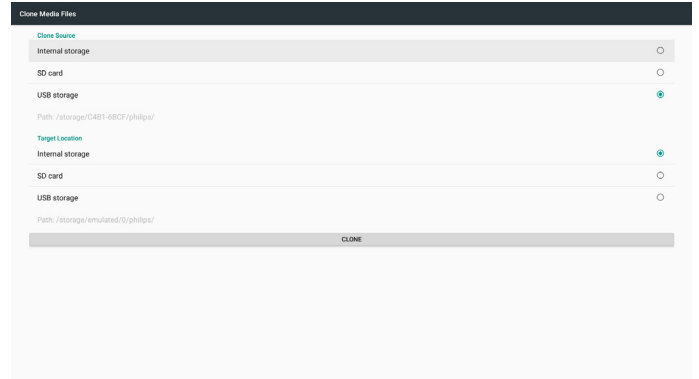 Clone Media Files
Clone Source
Internal storage
SD card
USB storage
Path: /storage/C4B1-6BCF/philips/
Target Location
Internal storage
SD card
USB storage
Path: /storage/emulated/0/philips/
CLONE